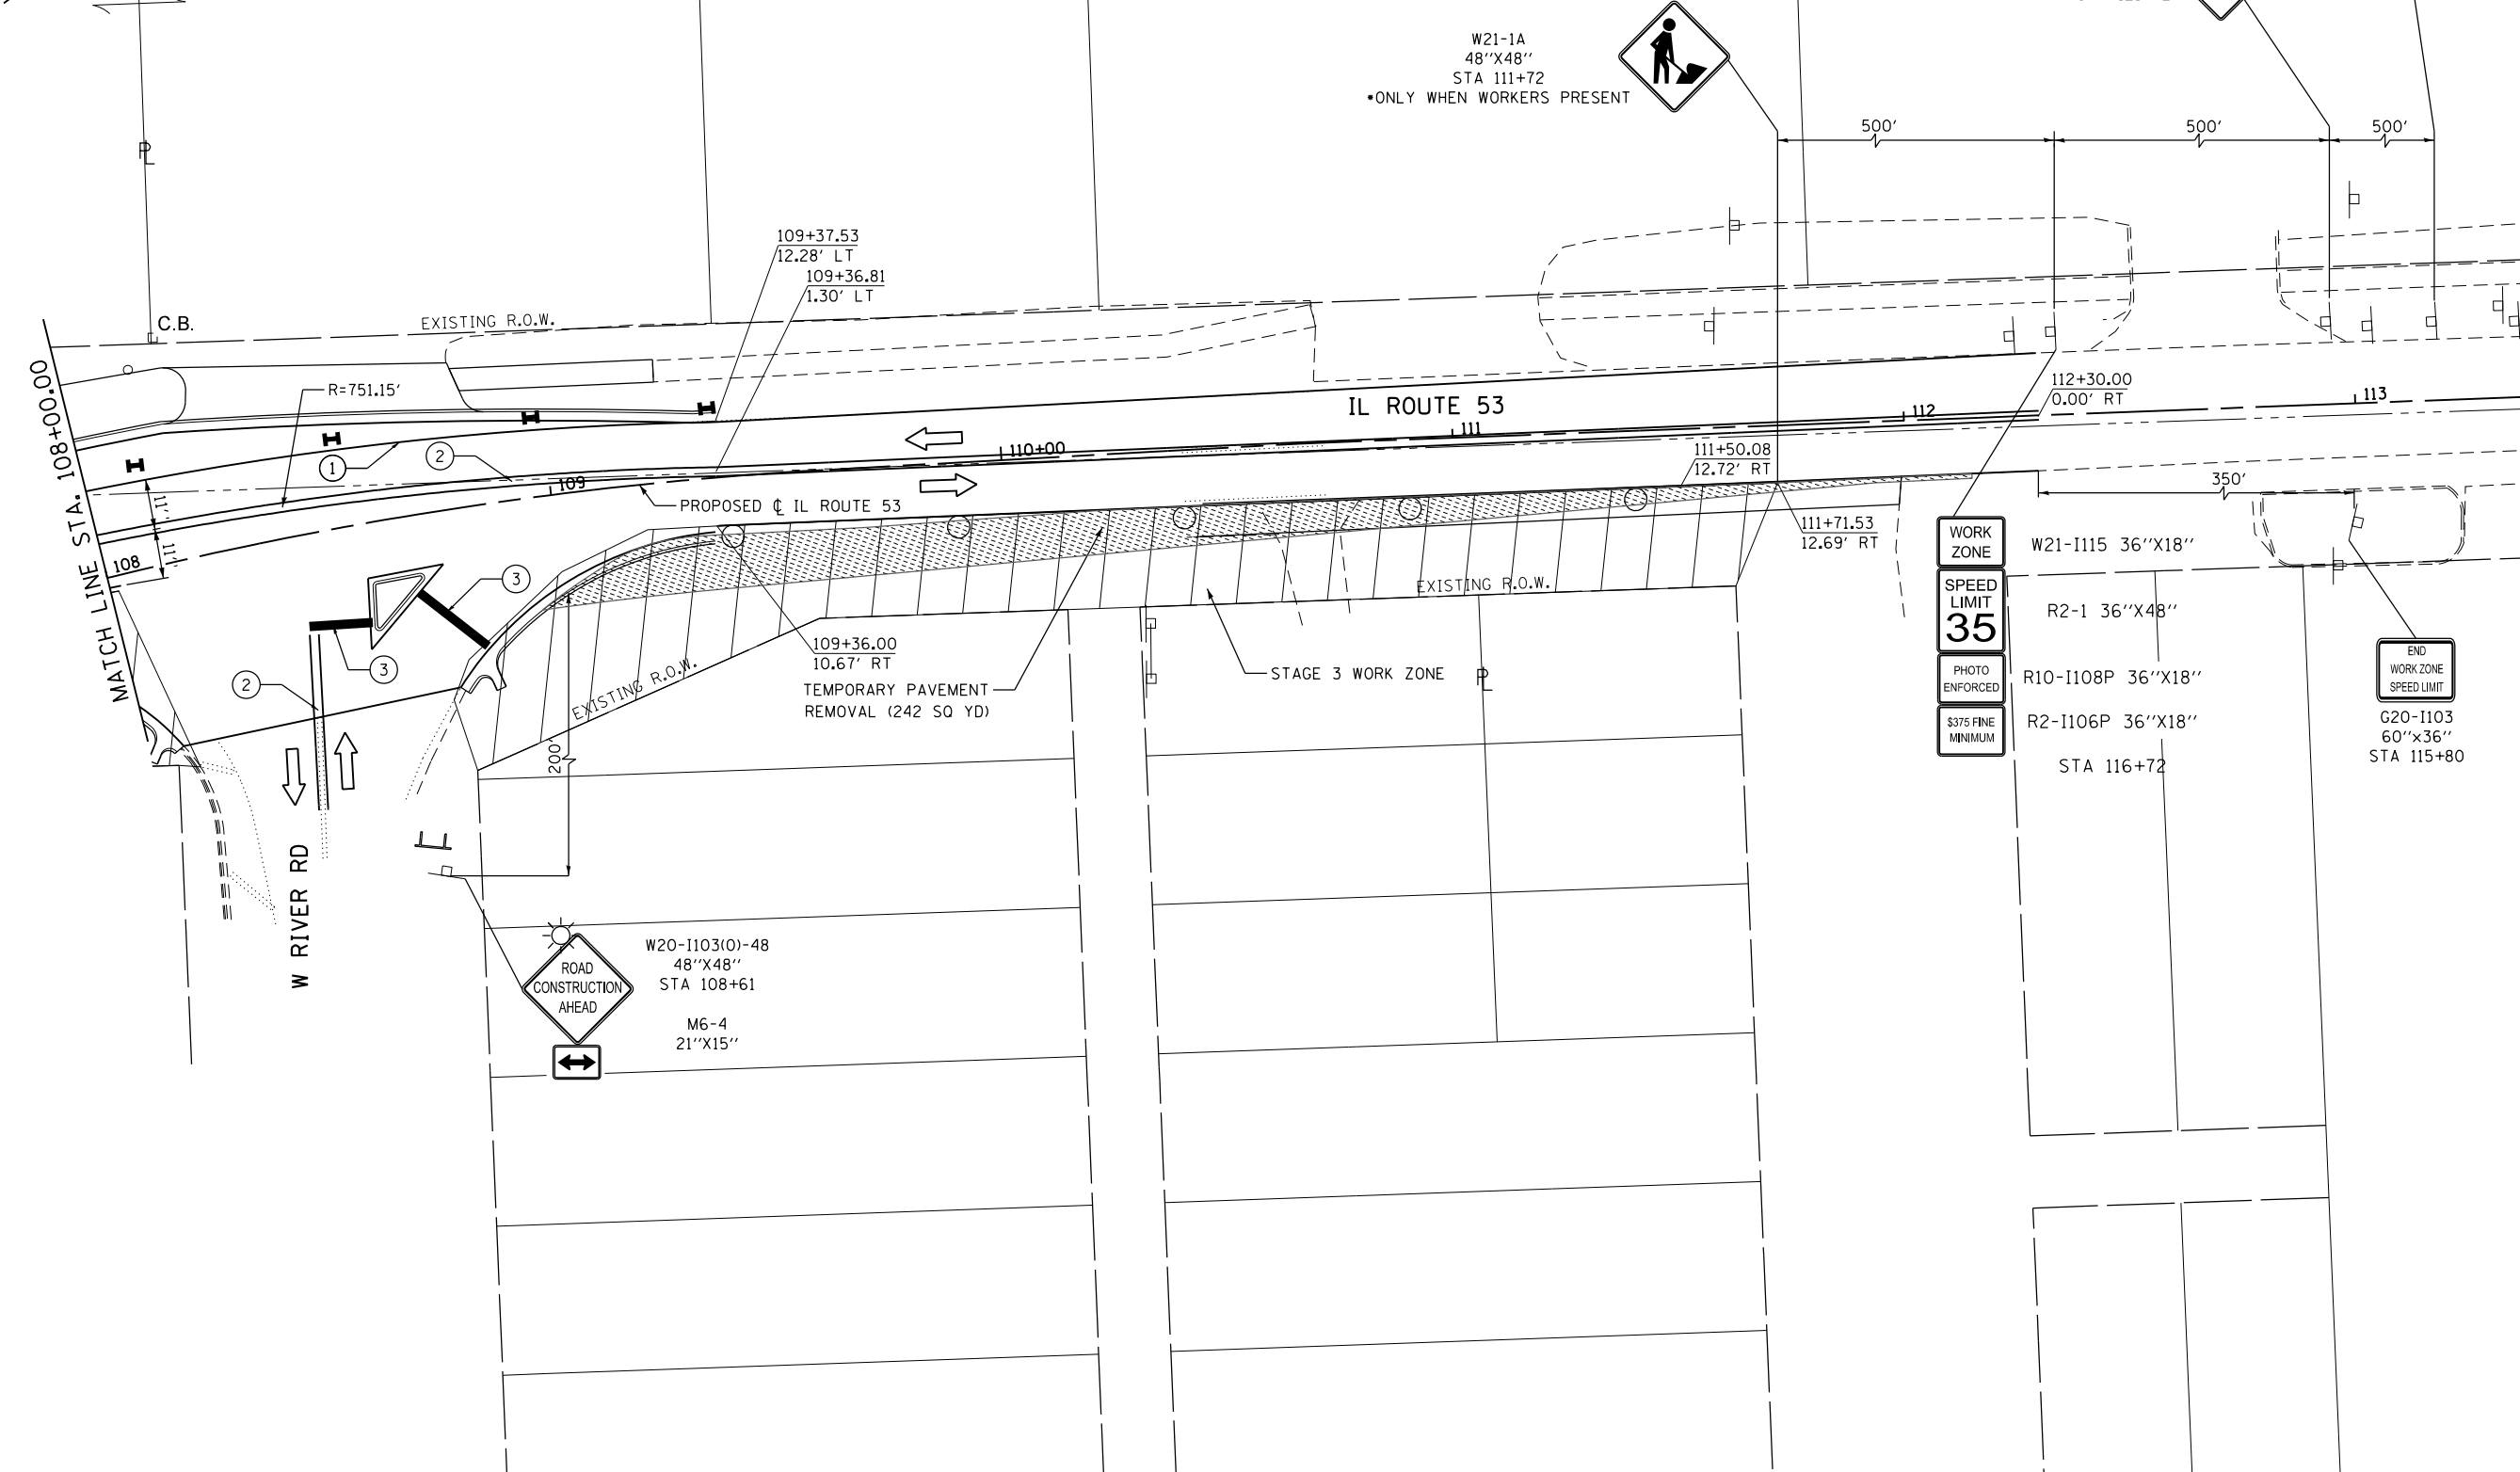 W21-1A
48''X48''
STA 111+72
*ONLY WHEN WORKERS PRESENT
500'
500'
500'
P
L
109+37.53
12.28' LT
109+36.81
1.30' LT
C.B.
EXISTING R.O.W.
MATCH LINE STA. 108+00.00
R=751.15'
IL ROUTE 53
112+30.00
0.00' RT
113
112
111
110+00
109
108
1
2
11'
11'
PROPOSED ℄ IL ROUTE 53
111+50.08
12.72' RT
350'
111+71.53
12.69' RT
3
3
2
EXISTING R.O.W.
EXISTING R.O.W.
109+36.00
10.67' RT
TEMPORARY PAVEMENT
REMOVAL (242 SQ YD)
STAGE 3 WORK ZONE
P
L
WORK
ZONE
W21-I115 36''X18''
SPEED
LIMIT
35
R2-1 36''X48''
PHOTO
ENFORCED
R10-I108P 36''X18''
$375 FINE
MINIMUM
R2-I106P 36''X18''
STA 116+72
END
WORK ZONE
SPEED LIMIT
G20-I103
60''x36''
STA 115+80
200'
W RIVER RD
ROAD
CONSTRUCTION
AHEAD
W20-I103(O)-48
48''X48''
STA 108+61
M6-4
21''X15''